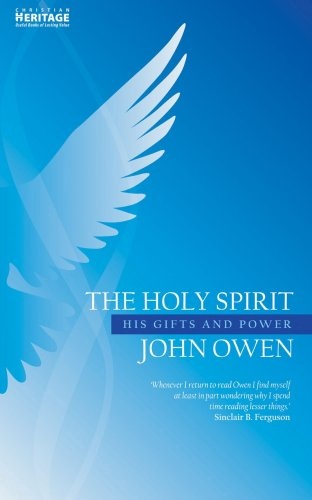 CHRISTIAN
HERITAGE
Useful Books of Lasting Value
THE HOLY SPIRIT
HIS GIFTS AND POWER
JOHN OWEN
'Whenever I return to read Owen I find myself
at least in part wondering why I spend
time reading lesser things.'
Sinclair B. Ferguson